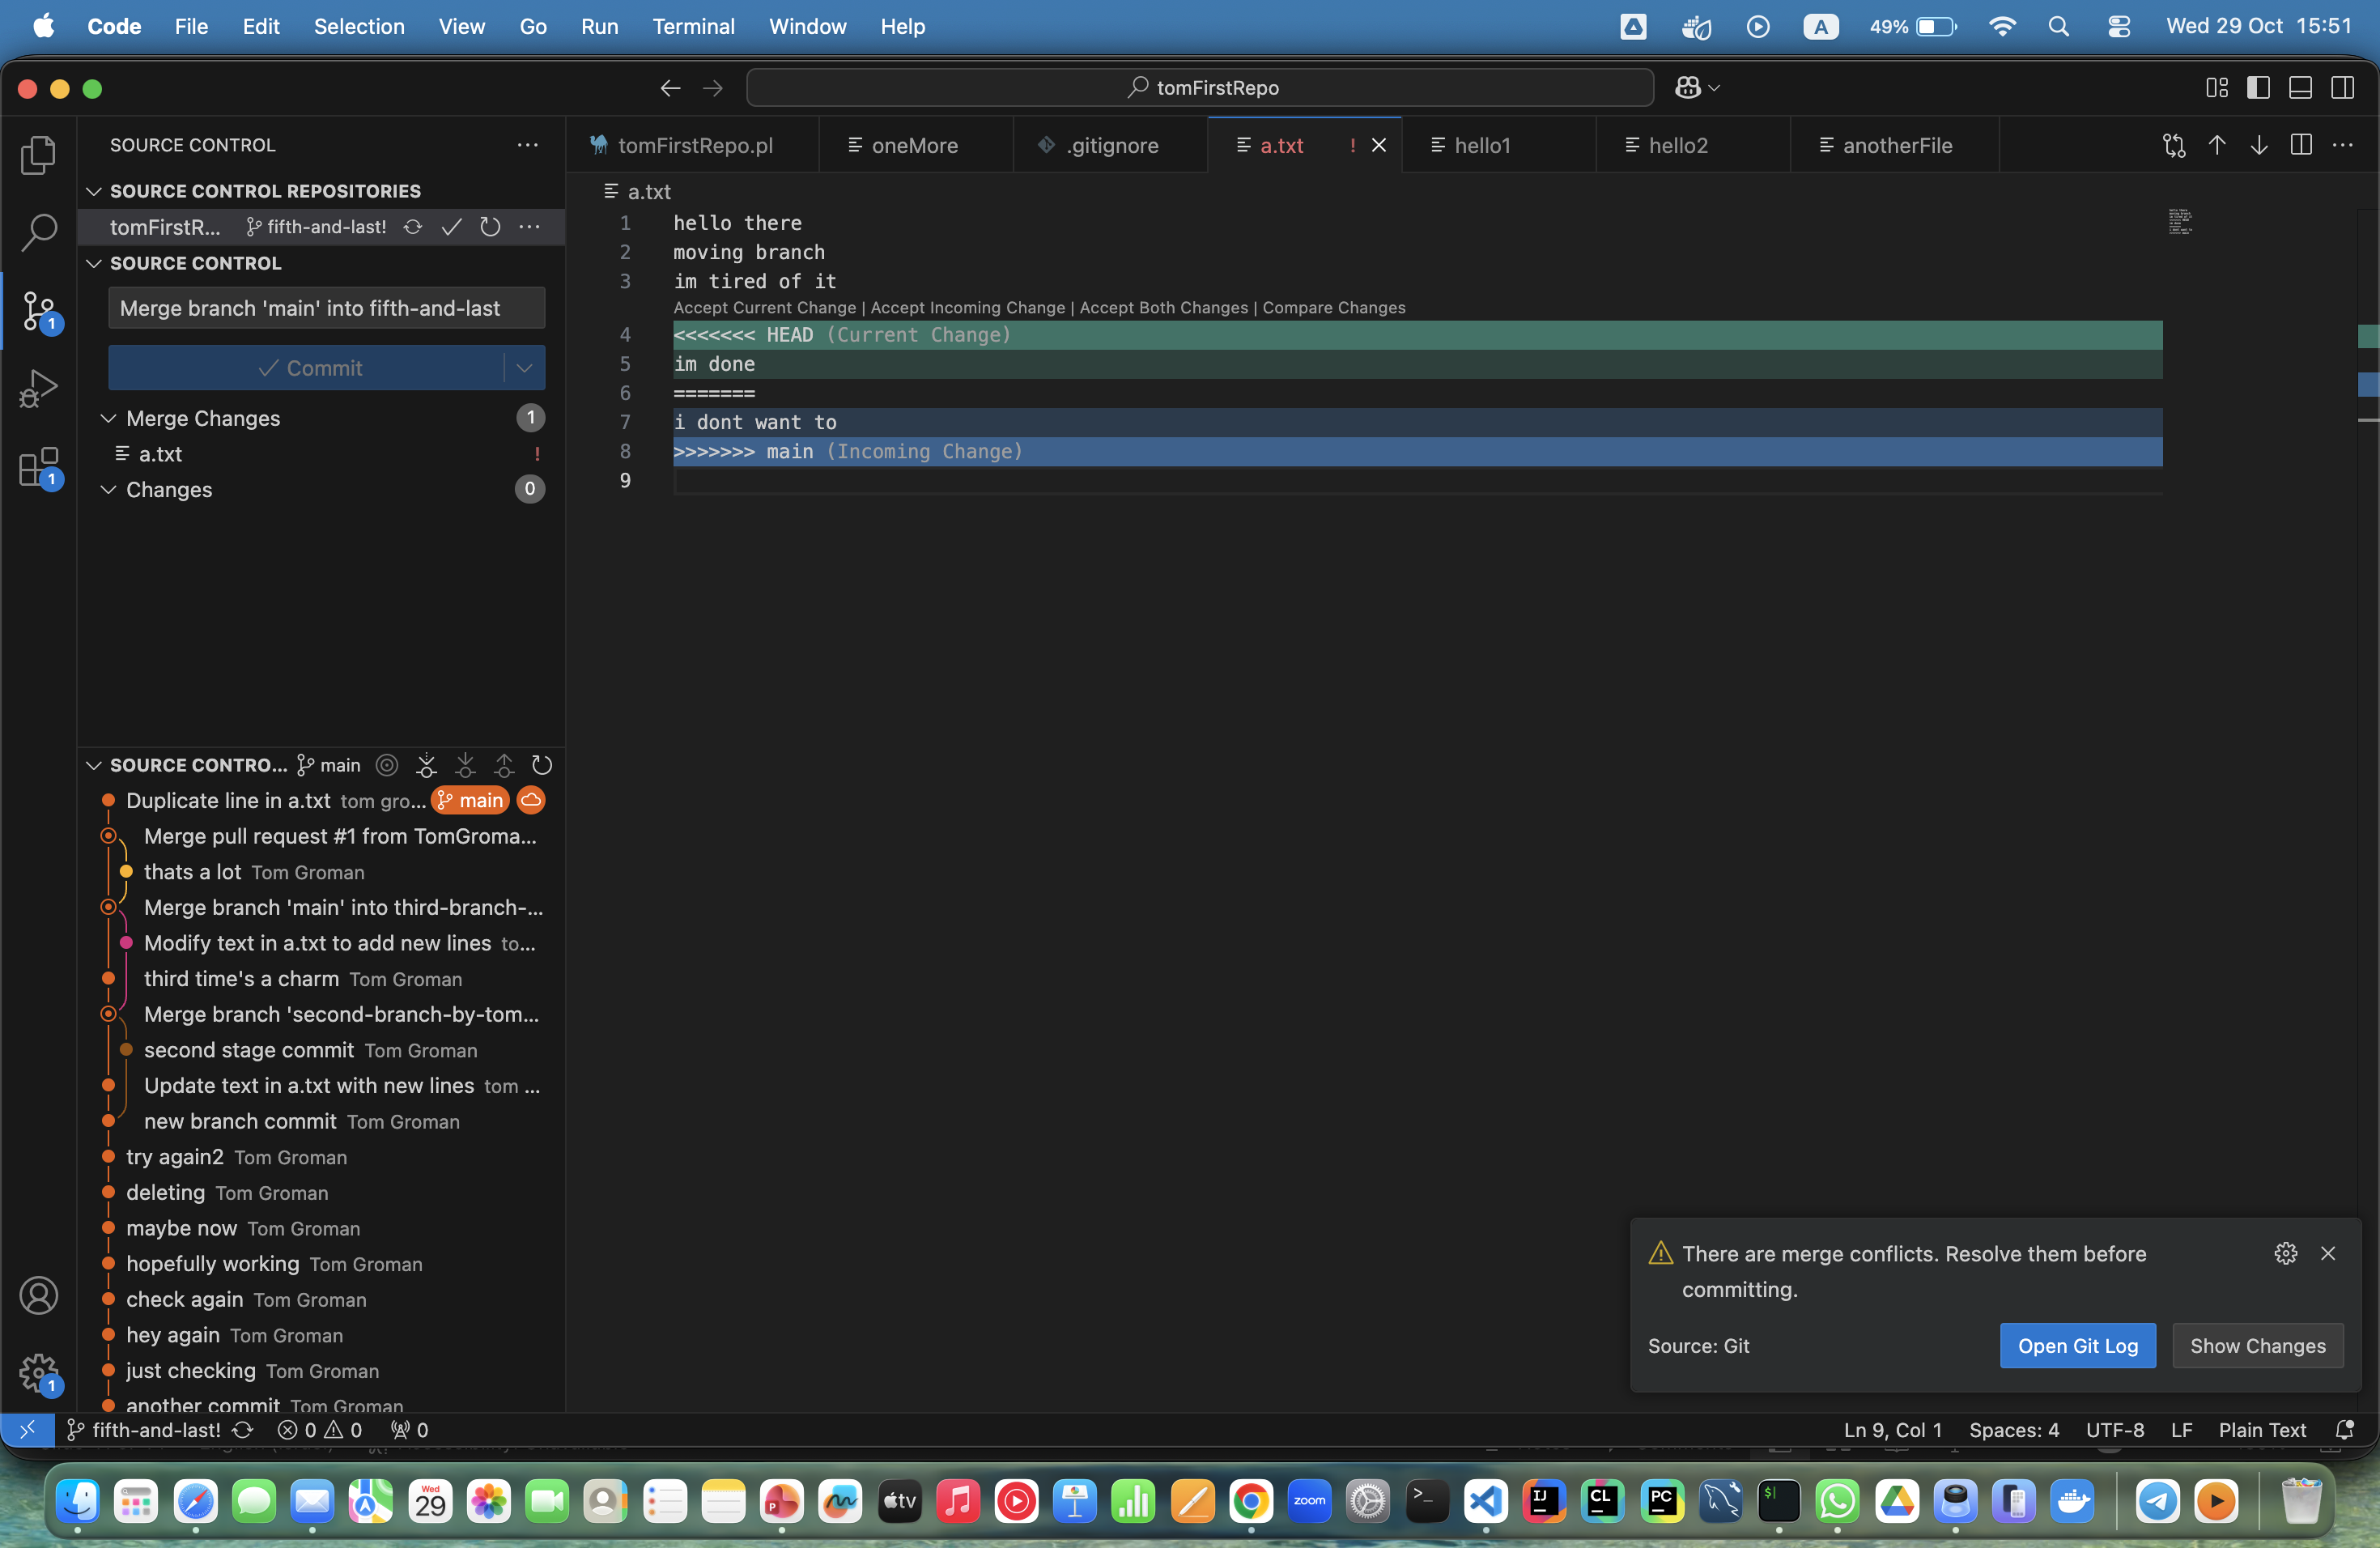 Code File Edit Selection View Go Run Terminal Window Help
A 49% Wed 29 Oct 15:51
tomFirstRepo
SOURCE CONTROL
tomFirstRepo.pl oneMore .gitignore a.txt ! hello1 hello2 anotherFile
SOURCE CONTROL REPOSITORIES
tomFirstR... fifth-and-last!
SOURCE CONTROL
Merge branch 'main' into fifth-and-last
Commit
Merge Changes 1
a.txt !
Changes 0
a.txt
1 hello there
2 moving branch
3 im tired of it
Accept Current Change | Accept Incoming Change | Accept Both Changes | Compare Changes
4 <<<<<<< HEAD (Current Change)
5 im done
6 =======
7 i dont want to
8 >>>>>>> main (Incoming Change)
9
1
1
SOURCE CONTRO... main
Duplicate line in a.txt tom gro... main
Merge pull request #1 from TomGroma...
thats a lot Tom Groman
Merge branch 'main' into third-branch-...
Modify text in a.txt to add new lines to...
third time's a charm Tom Groman
Merge branch 'second-branch-by-tom...
second stage commit Tom Groman
Update text in a.txt with new lines tom ...
new branch commit Tom Groman
try again2 Tom Groman
deleting Tom Groman
maybe now Tom Groman
hopefully working Tom Groman
check again Tom Groman
hey again Tom Groman
just checking Tom Groman
another commit Tom Groman
1
There are merge conflicts. Resolve them before
committing.
Source: Git Open Git Log Show Changes
fifth-and-last! 0 0 0
Ln 9, Col 1 Spaces: 4 UTF-8 LF Plain Text
Wed
29
P
tv
zoom
>_
IJ
CL
PC
$